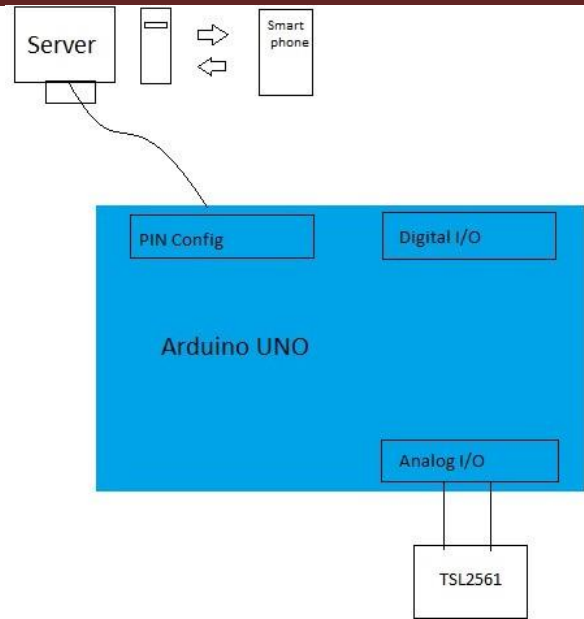 Server
Smart
phone
PIN Config
Digital I/O
Arduino UNO
Analog I/O
TSL2561